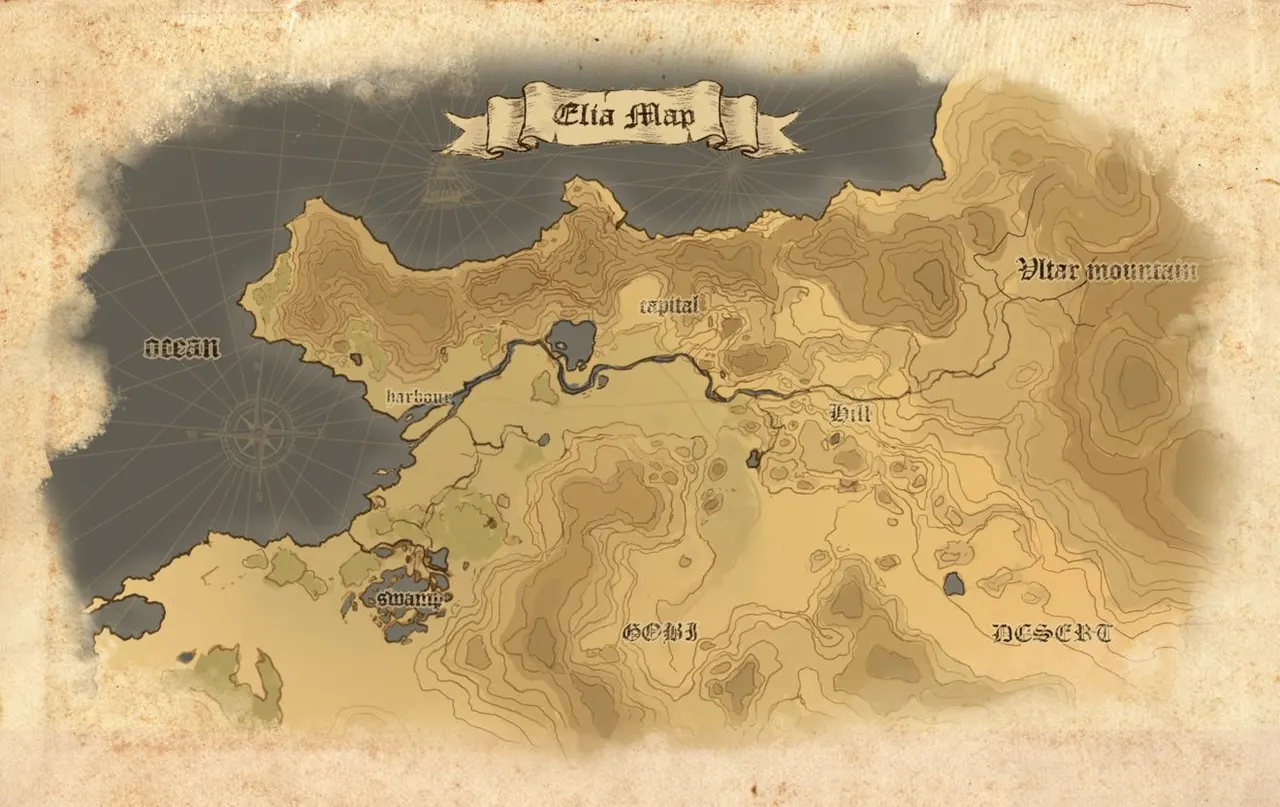 Elia Map
Vltar mountain
capital
ocean
harbour
Hill
swamp
GOBI
DESERT